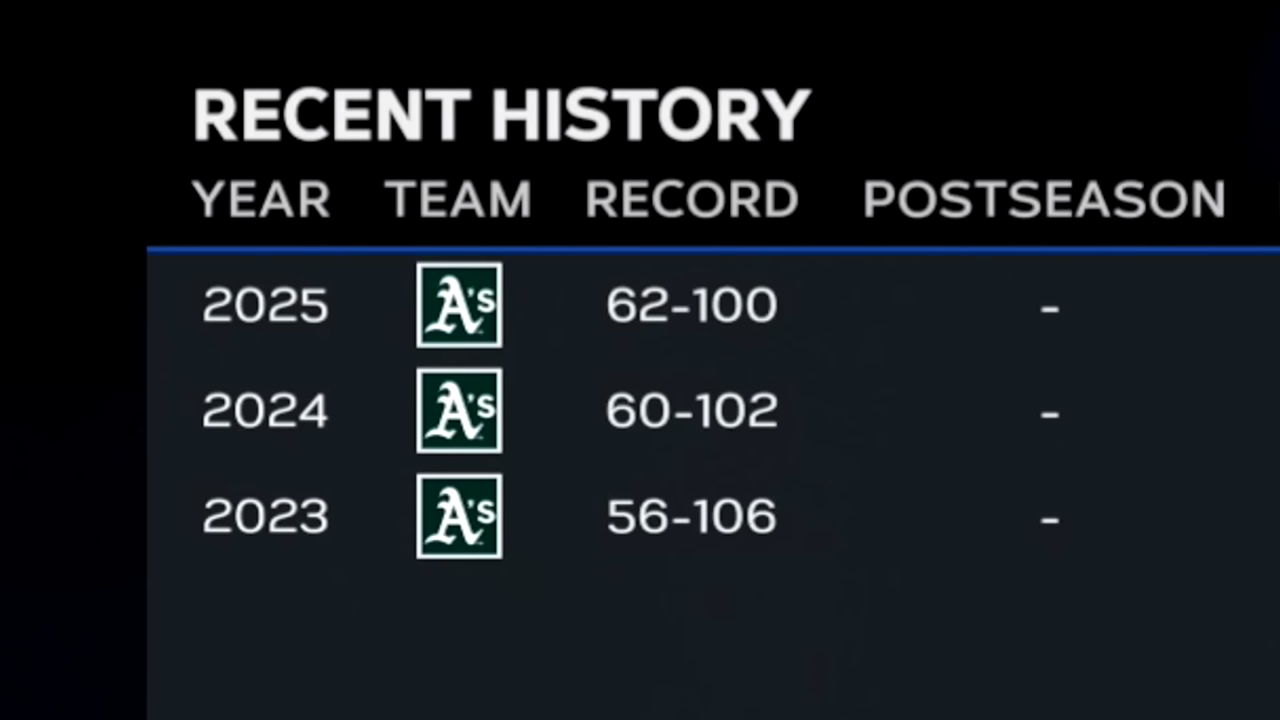 RECENT HISTORY
YEAR TEAM RECORD POSTSEASON
2025 A's 62-100 -
2024 A's 60-102 -
2023 A's 56-106 -